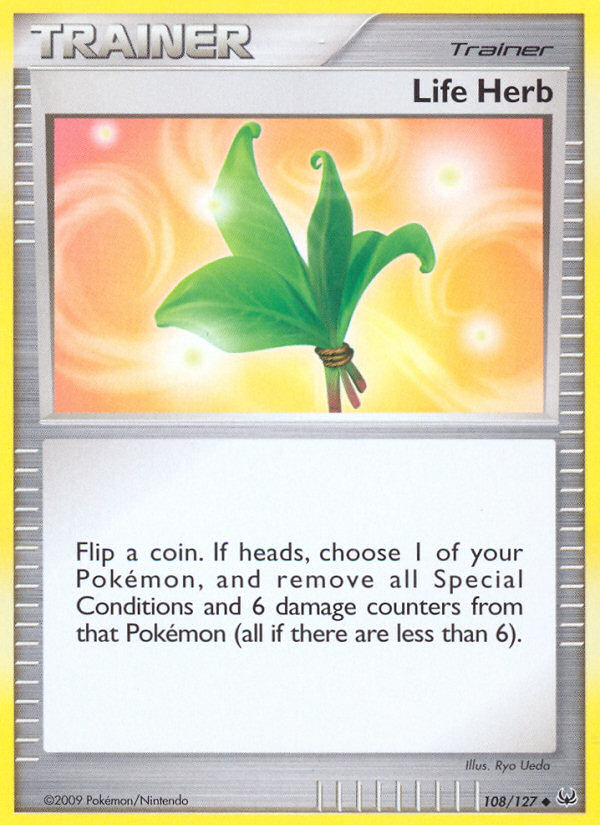 TRAINER
Trainer
Life Herb
Flip a coin. If heads, choose 1 of your
Pokémon, and remove all Special
Conditions and 6 damage counters from
that Pokémon (all if there are less than 6).
Illus. Ryo Ueda
©2009 Pokémon/Nintendo
108/127